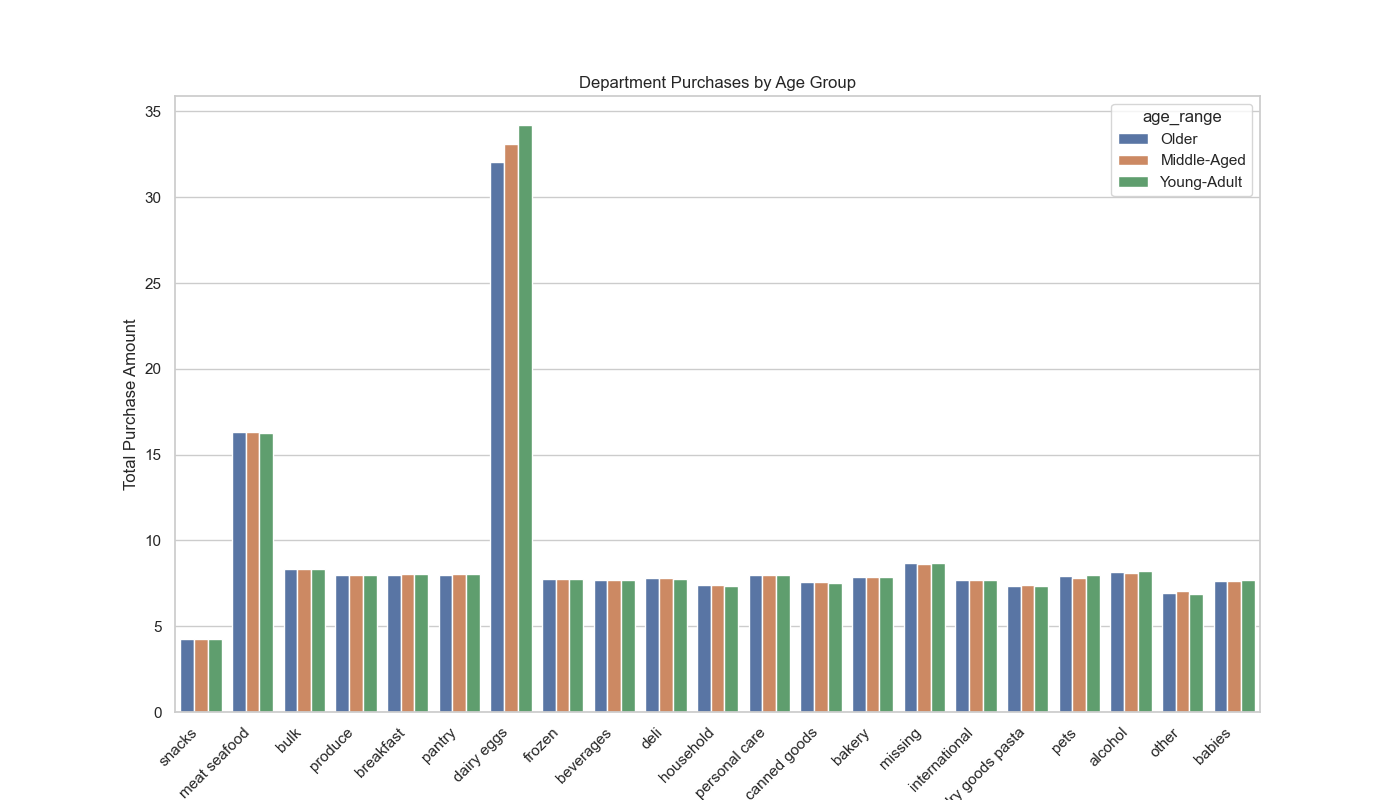 Department Purchases by Age Group
age_range
Older
Middle-Aged
Young-Adult
Total Purchase Amount
35
30
25
20
15
10
5
0
snacks
meat seafood
bulk
produce
breakfast
pantry
dairy eggs
frozen
beverages
deli
household
personal care
canned goods
bakery
missing
international
goods pasta
pets
alcohol
other
babies